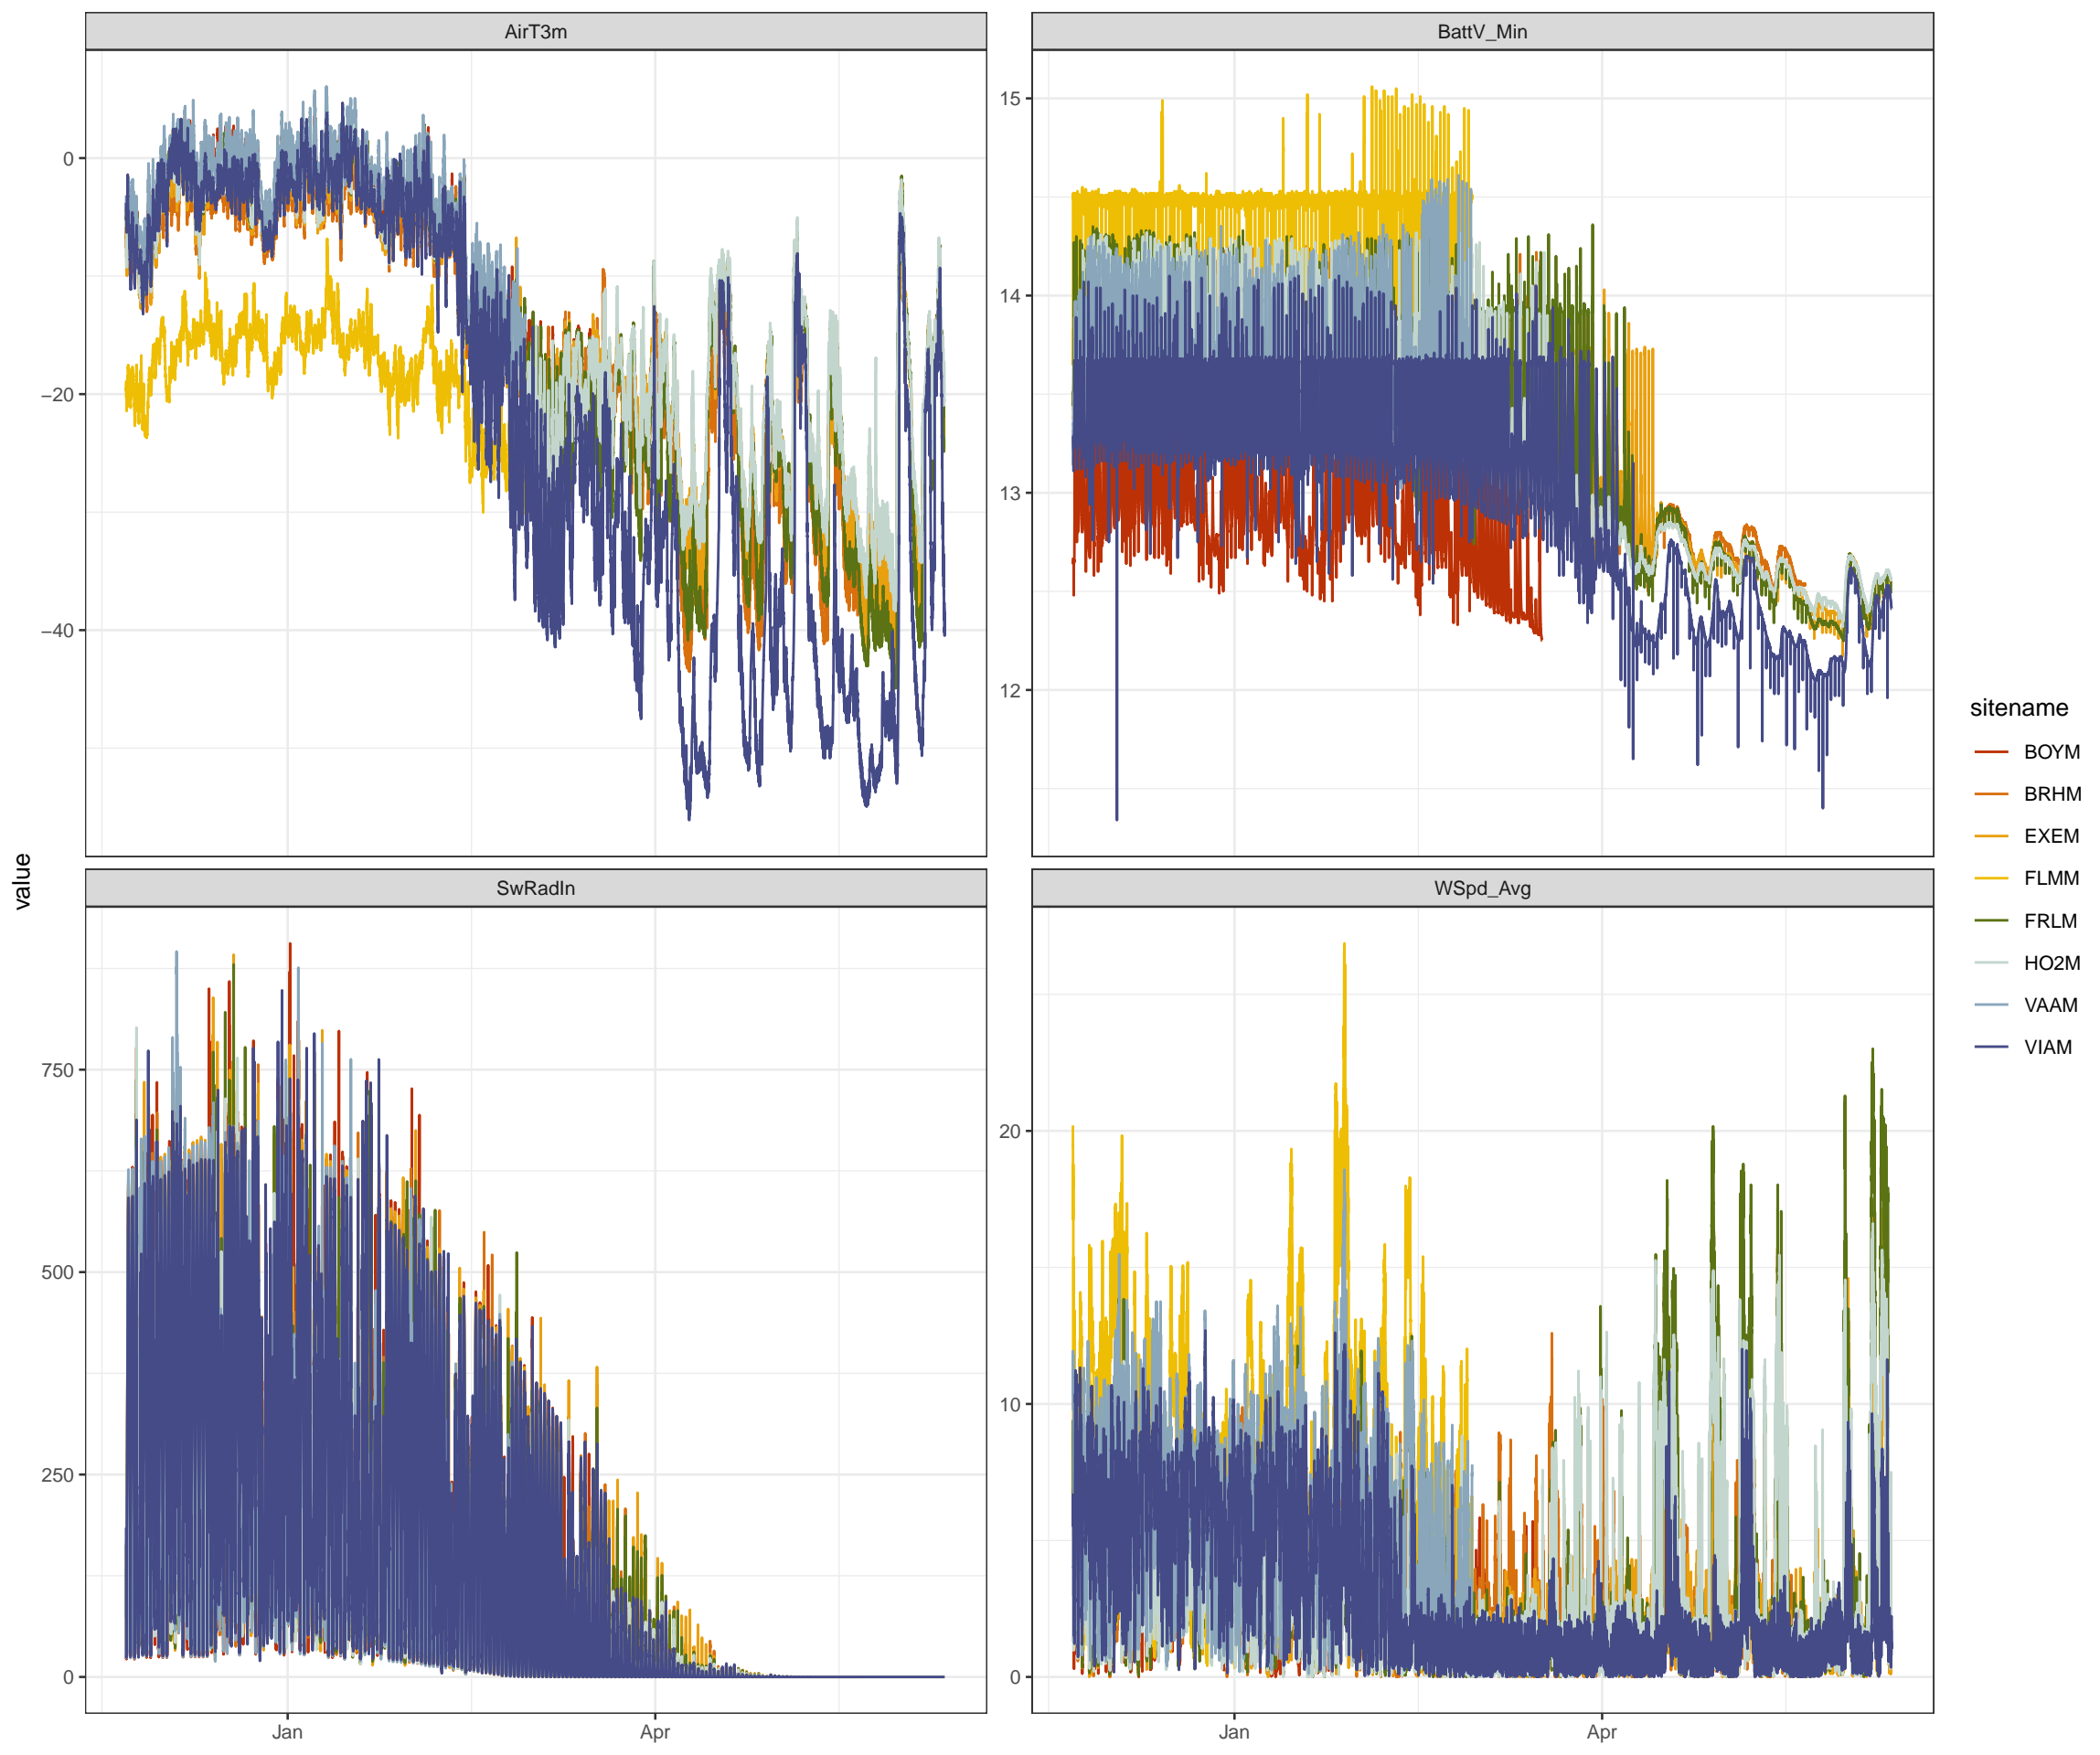 AirT3m
BattV_Min
0
−20
−40
15
14
13
12
SwRadIn
WSpd_Avg
750
500
250
0
20
10
0
Jan
Apr
Jan
Apr
value
sitename
BOYM
BRHM
EXEM
FLMM
FRLM
HO2M
VAAM
VIAM